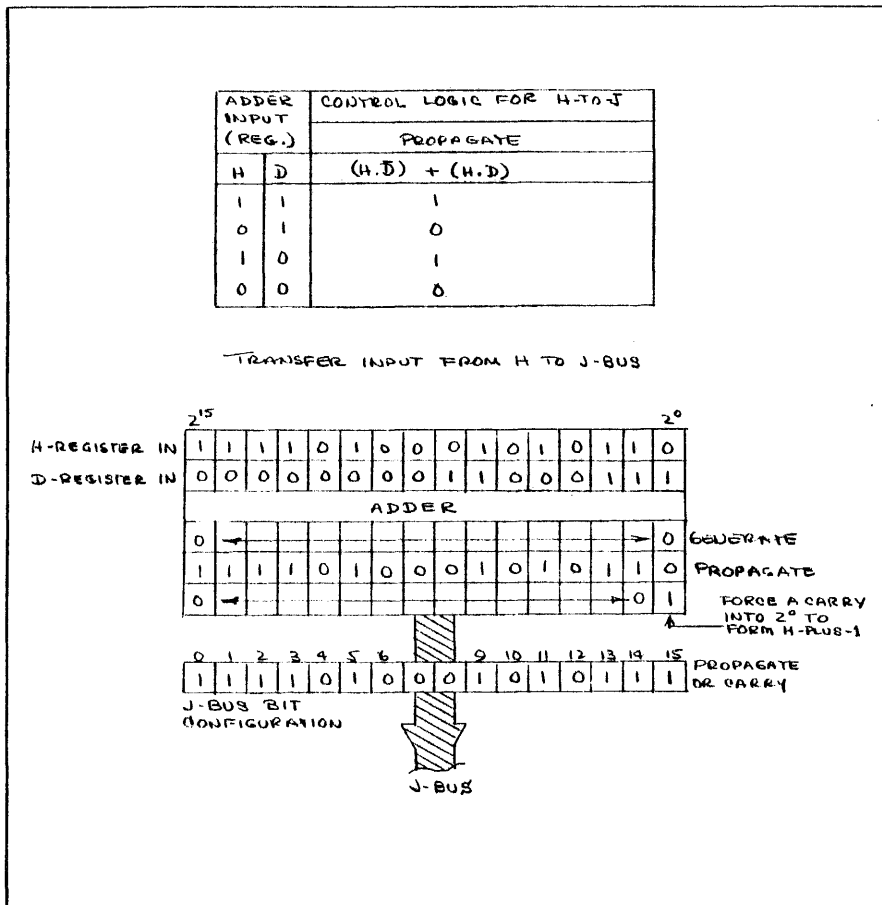 ADDER INPUT (REG.) CONTROL LOGIC FOR H-TO-J
PROPAGATE
H D (H.D̄) + (H.D)
1 1 1
0 1 0
1 0 1
0 0 0
TRANSFER INPUT FROM H TO J-BUS
2¹⁵ 2⁰
H-REGISTER IN 1 1 1 1 0 1 0 0 0 1 0 1 0 1 1 0
D-REGISTER IN 0 0 0 0 0 0 0 0 1 1 0 0 0 1 1 1
ADDER
0 0 GENERATE
1 1 1 1 0 1 0 0 0 1 0 1 0 1 1 0 PROPAGATE
0 0 1 FORCE A CARRY
INTO 2⁰ TO
FORM H-PLUS-1
0 1 2 3 4 5 6 9 10 11 12 13 14 15
1 1 1 1 0 1 0 0 0 1 0 1 0 1 1 1 PROPAGATE
OR CARRY
J-BUS BIT
CONFIGURATION
J-BUS